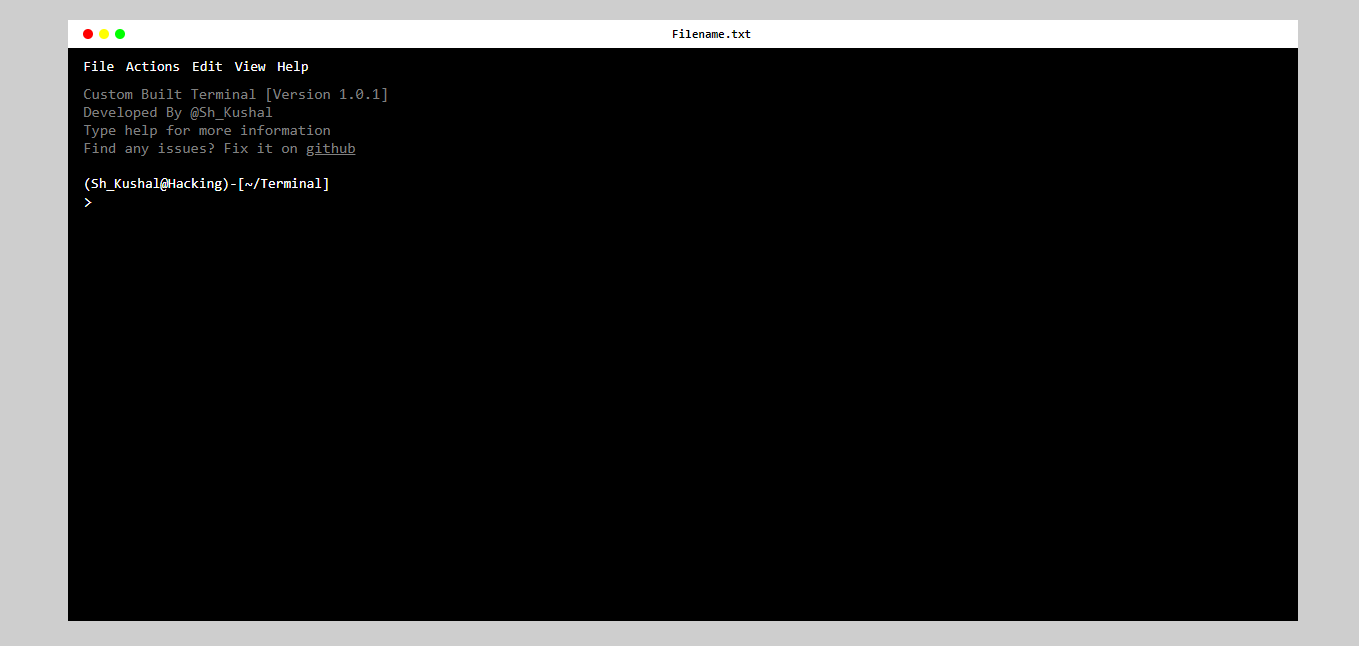 Filename.txt
File Actions Edit View Help
Custom Built Terminal [Version 1.0.1]
Developed By @Sh_Kushal
Type help for more information
Find any issues? Fix it on github
(Sh_Kushal@Hacking)-[~/Terminal]
>